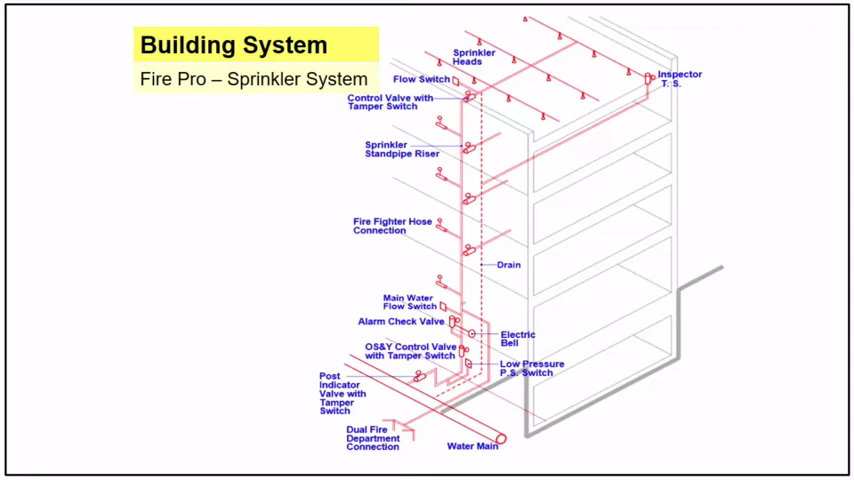 Building System
Fire Pro – Sprinkler System
Sprinkler
Heads
Flow Switch
Inspector
T. S.
Control Valve with
Tamper Switch
Sprinkler
Standpipe Riser
Fire Fighter Hose
Connection
Drain
Main Water
Flow Switch
Alarm Check Valve
Electric
Bell
OS&Y Control Valve
with Tamper Switch
Low Pressure
P.S. Switch
Post
Indicator
Valve with
Tamper
Switch
Dual Fire
Department
Connection
Water Main